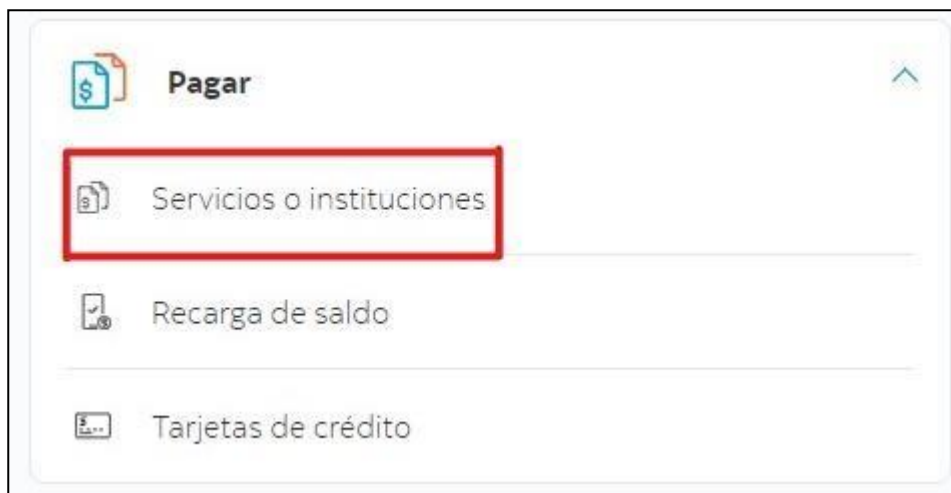 Pagar
Servicios o instituciones
Recarga de saldo
Tarjetas de crédito